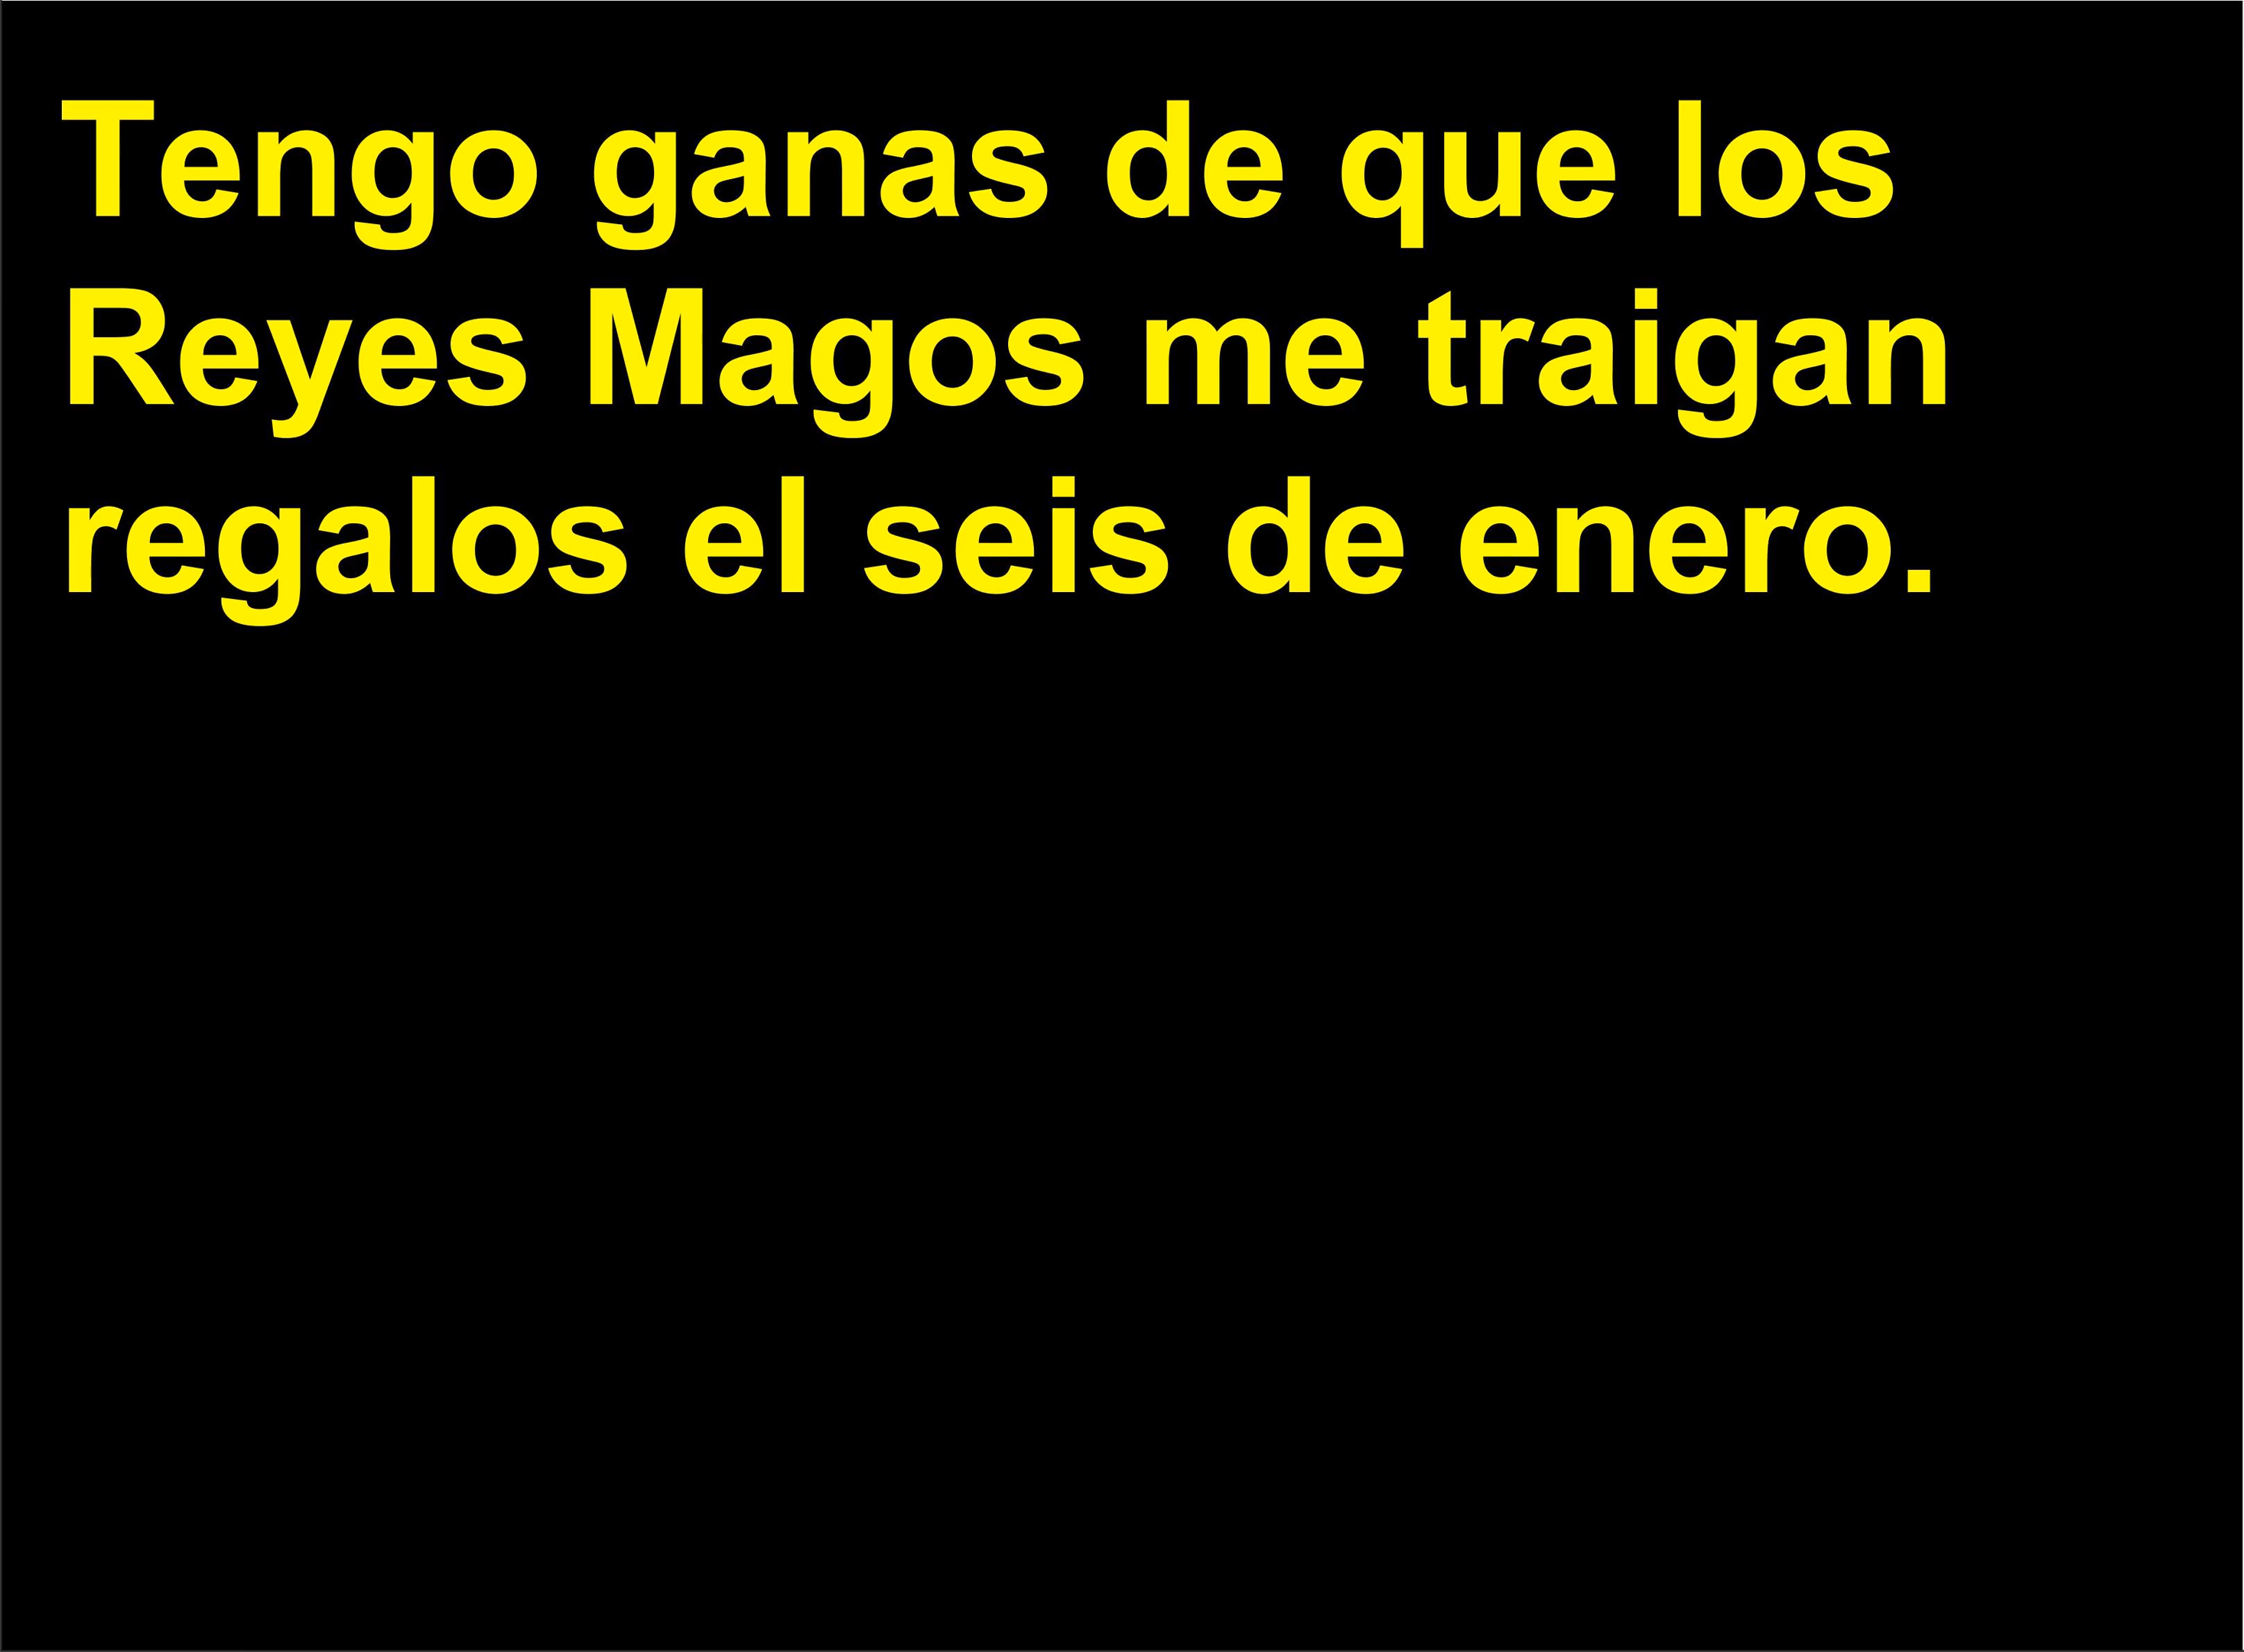 Tengo ganas de que los
Reyes Magos me traigan
regalos el seis de enero.